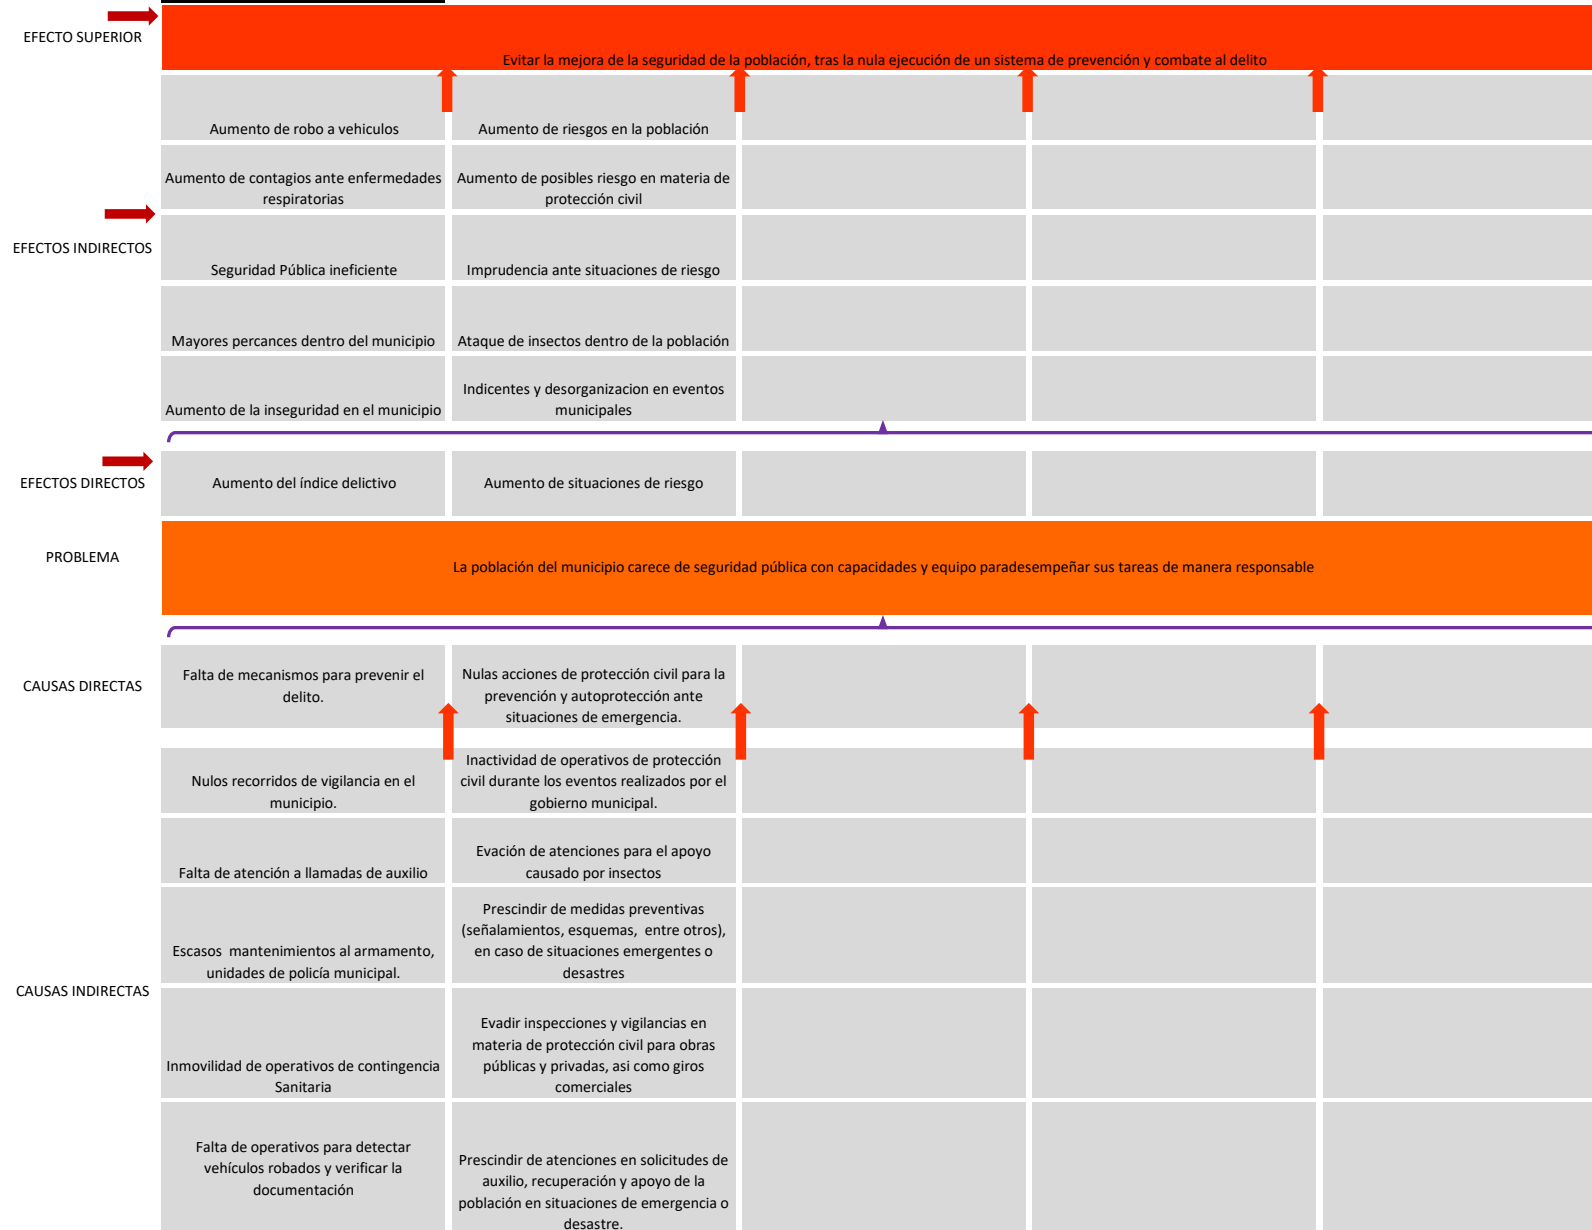 EFECTO SUPERIOR
Evitar la mejora de la seguridad de la población, tras la nula ejecución de un sistema de prevención y combate al delito
Aumento de robo a vehiculos
Aumento de riesgos en la población
Aumento de contagios ante enfermedades
respiratorias
Aumento de posibles riesgo en materia de
protección civil
EFECTOS INDIRECTOS
Seguridad Pública ineficiente
Imprudencia ante situaciones de riesgo
Mayores percances dentro del municipio
Ataque de insectos dentro de la población
Aumento de la inseguridad en el municipio
Indicentes y desorganizacion en eventos
municipales
EFECTOS DIRECTOS
Aumento del índice delictivo
Aumento de situaciones de riesgo
PROBLEMA
La población del municipio carece de seguridad pública con capacidades y equipo paradesempeñar sus tareas de manera responsable
CAUSAS DIRECTAS
Falta de mecanismos para prevenir el
delito.
Nulas acciones de protección civil para la
prevención y autoprotección ante
situaciones de emergencia.
Nulos recorridos de vigilancia en el
municipio.
Inactividad de operativos de protección
civil durante los eventos realizados por el
gobierno municipal.
Falta de atención a llamadas de auxilio
Evación de atenciones para el apoyo
causado por insectos
Escasos  mantenimientos al armamento,
unidades de policía municipal.
Prescindir de medidas preventivas
(señalamientos, esquemas,  entre otros),
en caso de situaciones emergentes o
desastres
CAUSAS INDIRECTAS
Inmovilidad de operativos de contingencia
Sanitaria
Evadir inspecciones y vigilancias en
materia de protección civil para obras
públicas y privadas, asi como giros
comerciales
Falta de operativos para detectar
vehículos robados y verificar la
documentación
Prescindir de atenciones en solicitudes de
auxilio, recuperación y apoyo de la
población en situaciones de emergencia o
desastre.